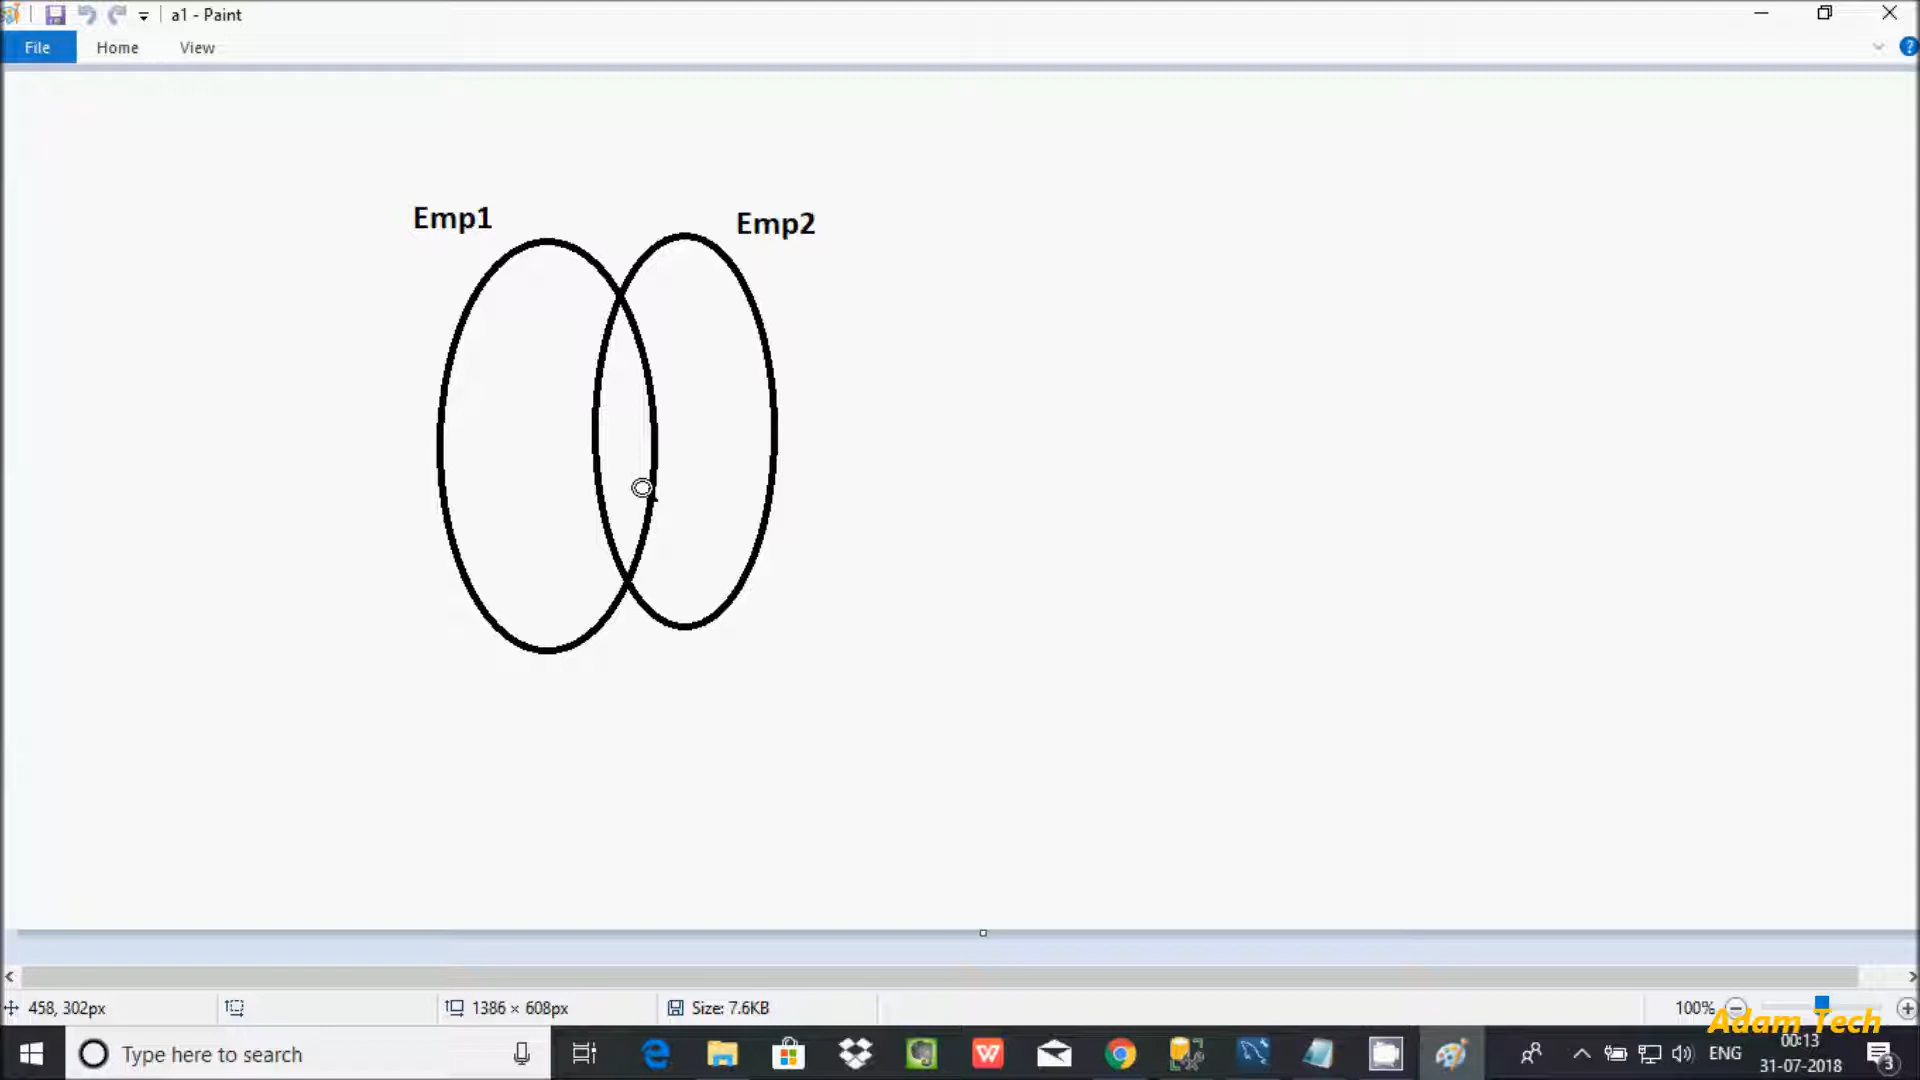 a1 - Paint
File Home View
Emp1
Emp2
458, 302px
1386 × 608px
Size: 7.6KB
100%
Adam Tech
Type here to search
ENG
00:13
31-07-2018
3